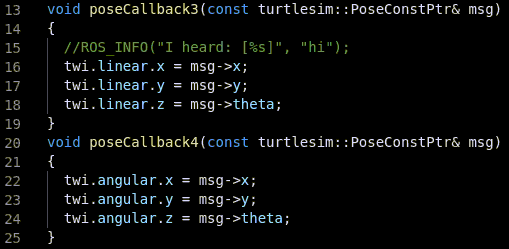 13 void poseCallback3(const turtlesim::PoseConstPtr& msg)
14 {
15   //ROS_INFO("I heard: [%s]", "hi");
16   twi.linear.x = msg->x;
17   twi.linear.y = msg->y;
18   twi.linear.z = msg->theta;
19 }
20 void poseCallback4(const turtlesim::PoseConstPtr& msg)
21 {
22   twi.angular.x = msg->x;
23   twi.angular.y = msg->y;
24   twi.angular.z = msg->theta;
25 }